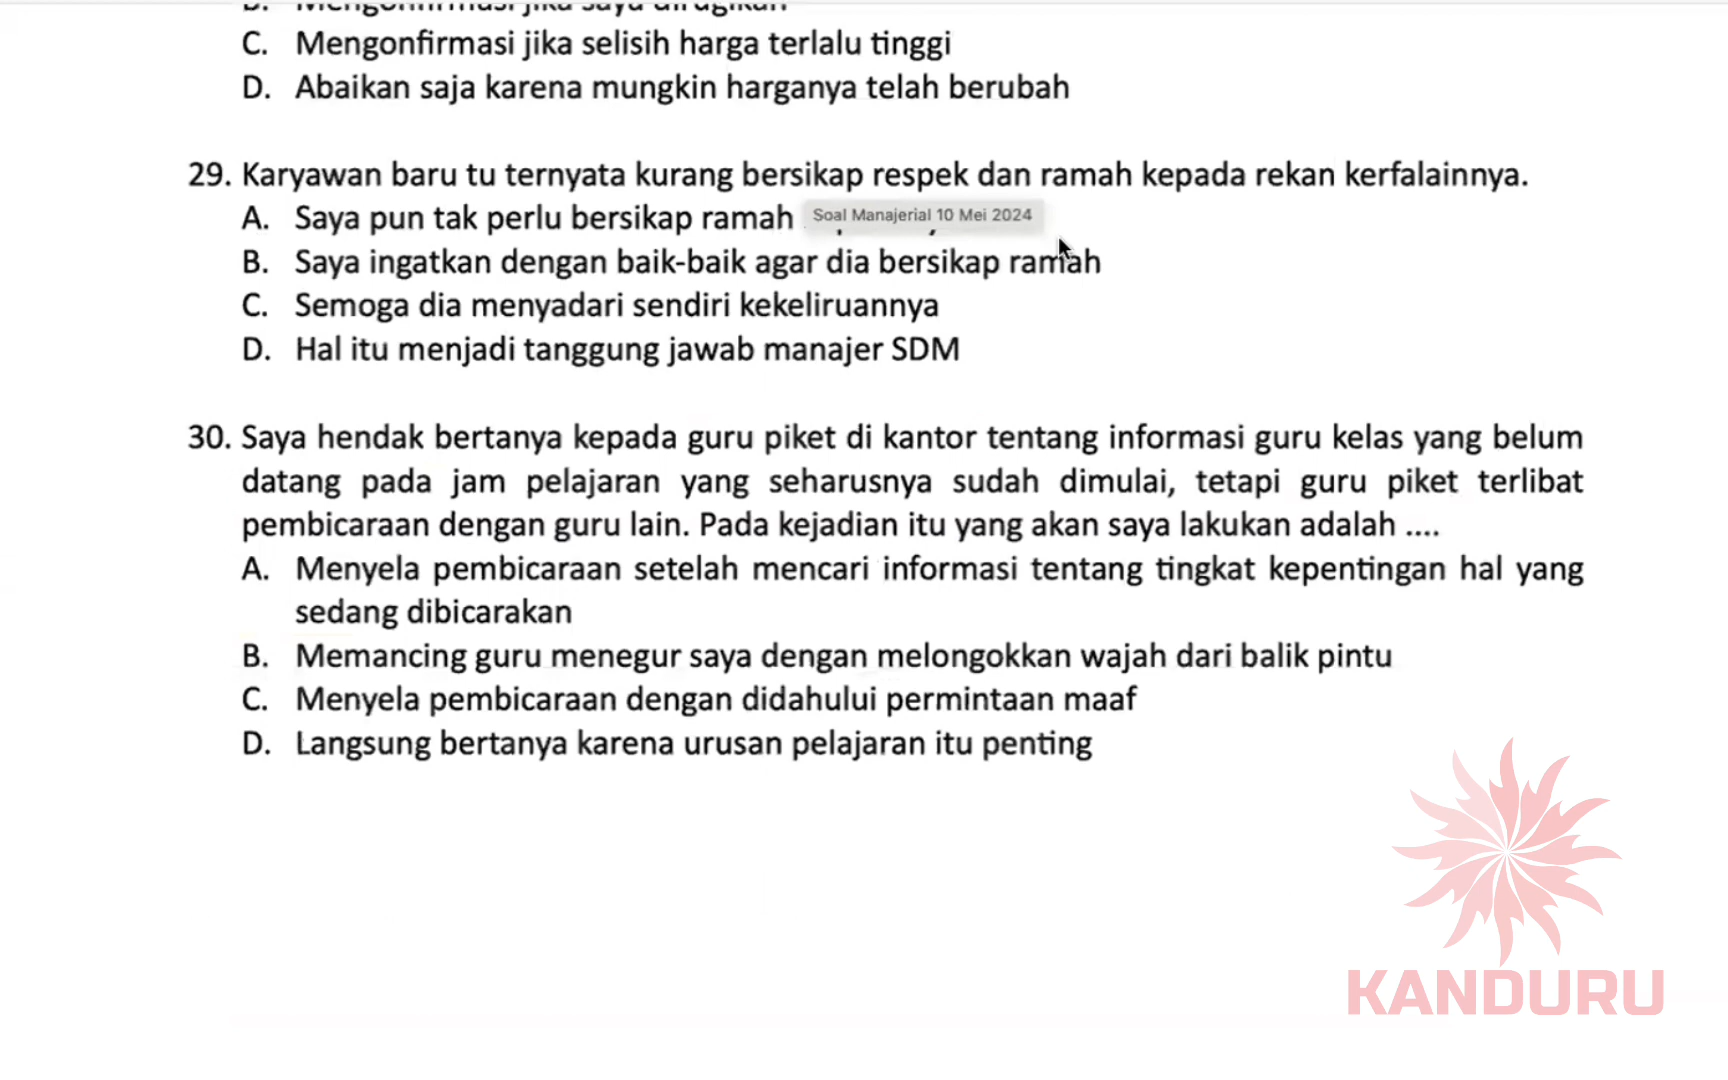 C. Mengonfirmasi jika selisih harga terlalu tinggi
D. Abaikan saja karena mungkin harganya telah berubah
29. Karyawan baru tu ternyata kurang bersikap respek dan ramah kepada rekan kerfalainnya.
A. Saya pun tak perlu bersikap ramah
Soal Manajerial 10 Mei 2024
B. Saya ingatkan dengan baik-baik agar dia bersikap ramah
C. Semoga dia menyadari sendiri kekeliruannya
D. Hal itu menjadi tanggung jawab manajer SDM
30. Saya hendak bertanya kepada guru piket di kantor tentang informasi guru kelas yang belum
datang pada jam pelajaran yang seharusnya sudah dimulai, tetapi guru piket terlibat
pembicaraan dengan guru lain. Pada kejadian itu yang akan saya lakukan adalah ....
A. Menyela pembicaraan setelah mencari informasi tentang tingkat kepentingan hal yang
sedang dibicarakan
B. Memancing guru menegur saya dengan melongokkan wajah dari balik pintu
C. Menyela pembicaraan dengan didahului permintaan maaf
D. Langsung bertanya karena urusan pelajaran itu penting
KANDURU